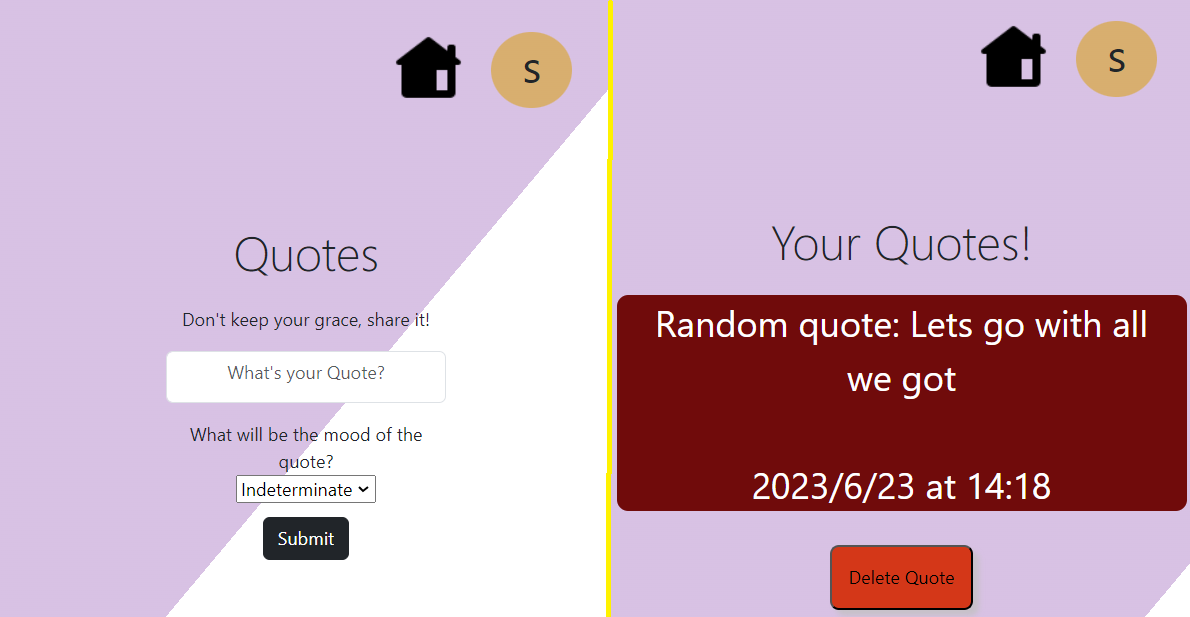 S
Quotes
Don't keep your grace, share it!
What's your Quote?
What will be the mood of the
quote?
Indeterminate
Submit
S
Your Quotes!
Random quote: Lets go with all
we got
2023/6/23 at 14:18
Delete Quote